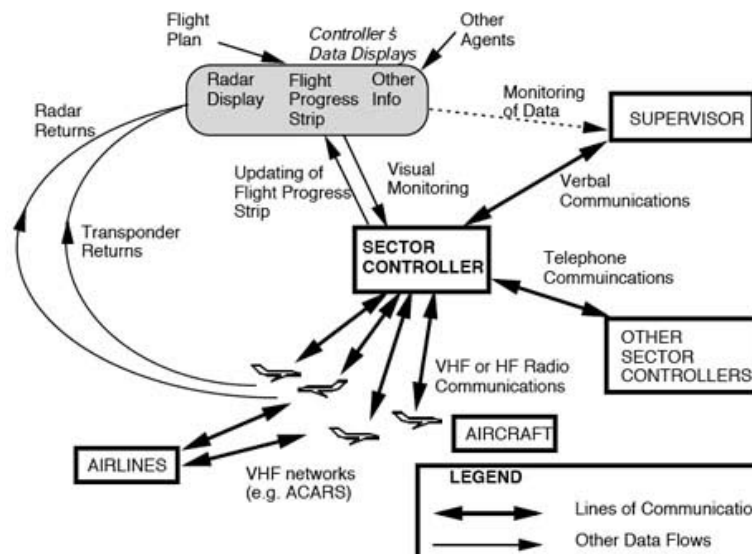 Flight
Plan
Controller's
Data Displays
Other
Agents
Radar
Display
Flight
Progress
Strip
Other
Info
Radar
Returns
Monitoring
of Data
SUPERVISOR
Updating of
Flight Progress
Strip
Visual
Monitoring
Verbal
Communications
Transponder
Returns
SECTOR
CONTROLLER
Telephone
Commuincations
OTHER
SECTOR
CONTROLLERS
VHF or HF Radio
Communications
AIRCRAFT
AIRLINES
VHF networks
(e.g. ACARS)
LEGEND
Lines of Communicatio
Other Data Flows